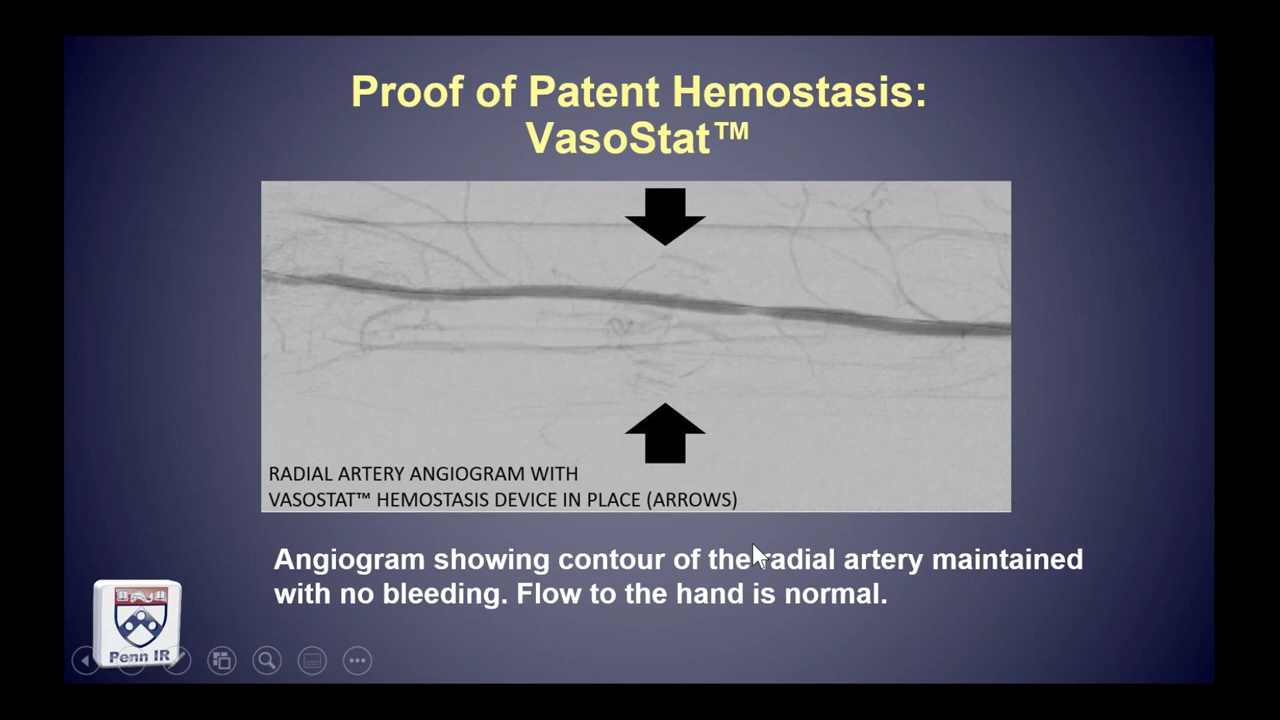 Proof of Patent Hemostasis:
VasoStat™
RADIAL ARTERY ANGIOGRAM WITH
VASOSTAT™ HEMOSTASIS DEVICE IN PLACE (ARROWS)
Angiogram showing contour of the radial artery maintained
with no bleeding. Flow to the hand is normal.
Penn IR